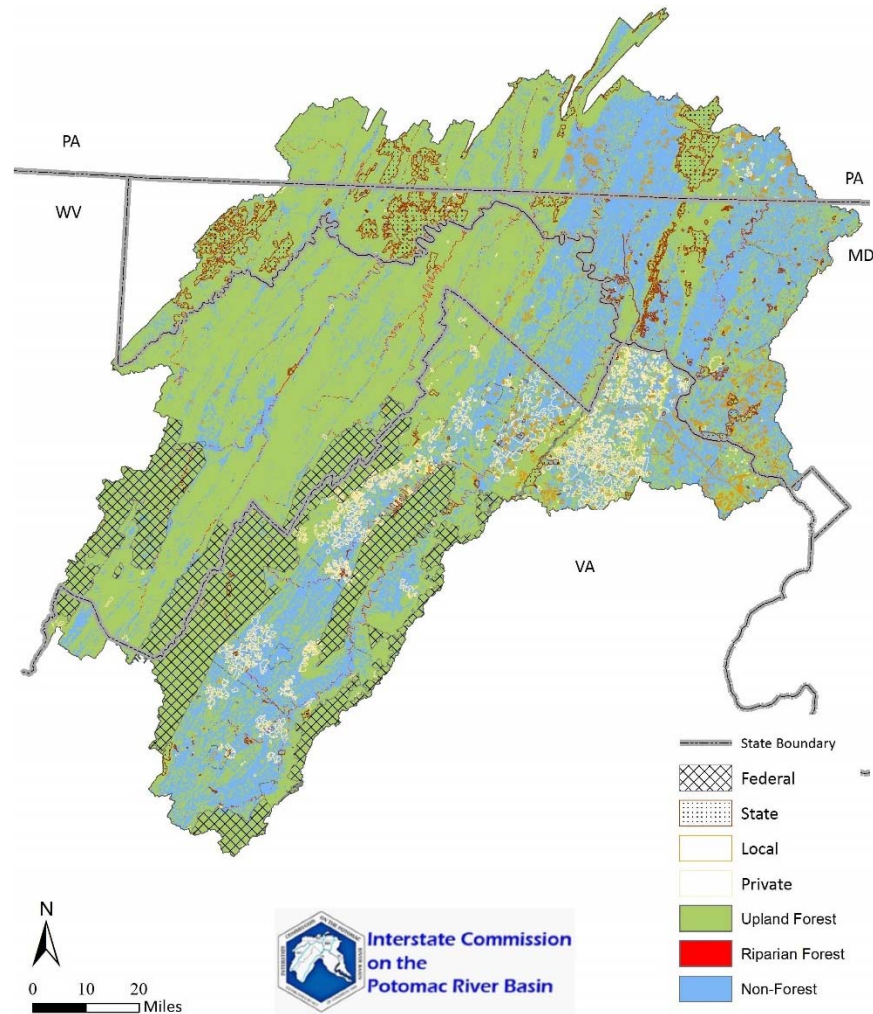 PA
PA
WV
MD
VA
State Boundary
Federal
State
Local
Private
Upland Forest
Riparian Forest
Non-Forest
N
0 10 20
Miles
Interstate Commission
on the
Potomac River Basin